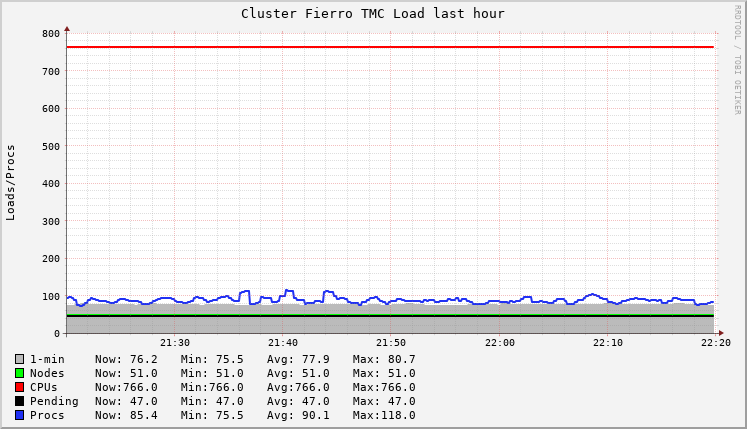 Cluster Fierro TMC Load last hour
RRDTOOL / TOBI OETIKER
Loads/Procs
800
700
600
500
400
300
200
100
0
21:30 21:40 21:50 22:00 22:10 22:20
1-min Now: 76.2 Min: 75.5 Avg: 77.9 Max: 80.7
Nodes Now: 51.0 Min: 51.0 Avg: 51.0 Max: 51.0
CPUs Now:766.0 Min:766.0 Avg:766.0 Max:766.0
Pending Now: 47.0 Min: 47.0 Avg: 47.0 Max: 47.0
Procs Now: 85.4 Min: 75.5 Avg: 90.1 Max:118.0